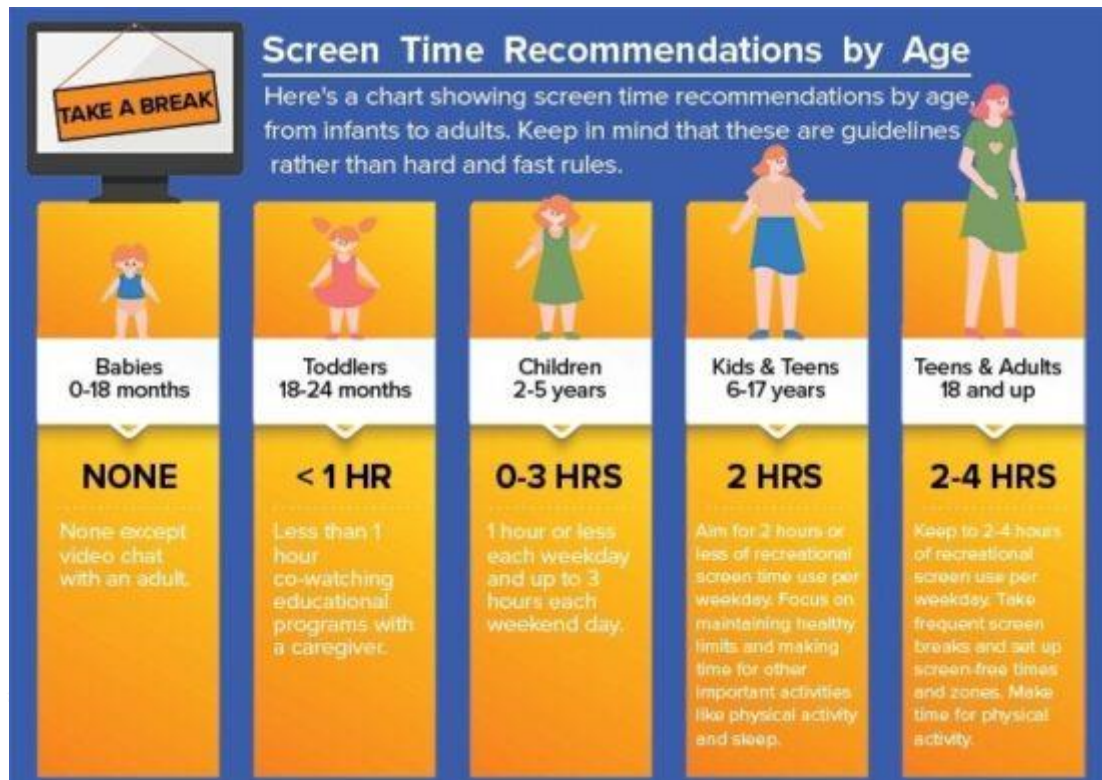 TAKE A BREAK
Screen Time Recommendations by Age
Here's a chart showing screen time recommendations by age,
from infants to adults. Keep in mind that these are guidelines
rather than hard and fast rules.
Babies
0-18 months
NONE
None except
video chat
with an adult.
Toddlers
18-24 months
< 1 HR
Less than 1
hour
co-watching
educational
programs with
a caregiver.
Children
2-5 years
0-3 HRS
1 hour or less
each weekday
and up to 3
hours each
weekend day.
Kids & Teens
6-17 years
2 HRS
Aim for 2 hours or
less of recreational
screen time use per
weekday. Focus on
maintaining healthy
limits and making
time for other
important activities
like physical activity
and sleep.
Teens & Adults
18 and up
2-4 HRS
Keep to 2-4 hours
of recreational
screen use per
weekday. Take
frequent screen
breaks and set up
screen-free times
and zones. Make
time for physical
activity.